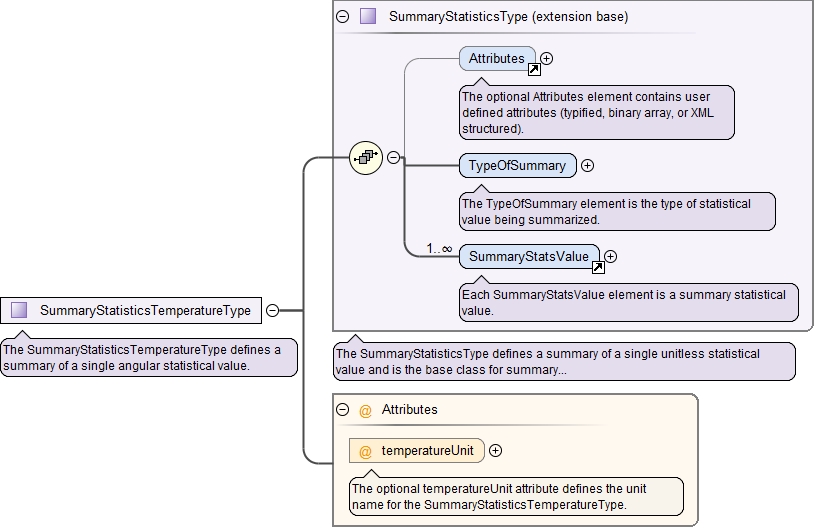 SummaryStatisticsType (extension base)
Attributes
The optional Attributes element contains user
defined attributes (typified, binary array, or XML
structured).
TypeOfSummary
The TypeOfSummary element is the type of statistical
value being summarized.
1..∞
SummaryStatsValue
Each SummaryStatsValue element is a summary statistical
value.
SummaryStatisticsTemperatureType
The SummaryStatisticsTemperatureType defines a
summary of a single angular statistical value.
The SummaryStatisticsType defines a summary of a single unitless statistical
value and is the base class for summary...
@ Attributes
@ temperatureUnit
The optional temperatureUnit attribute defines the unit
name for the SummaryStatisticsTemperatureType.